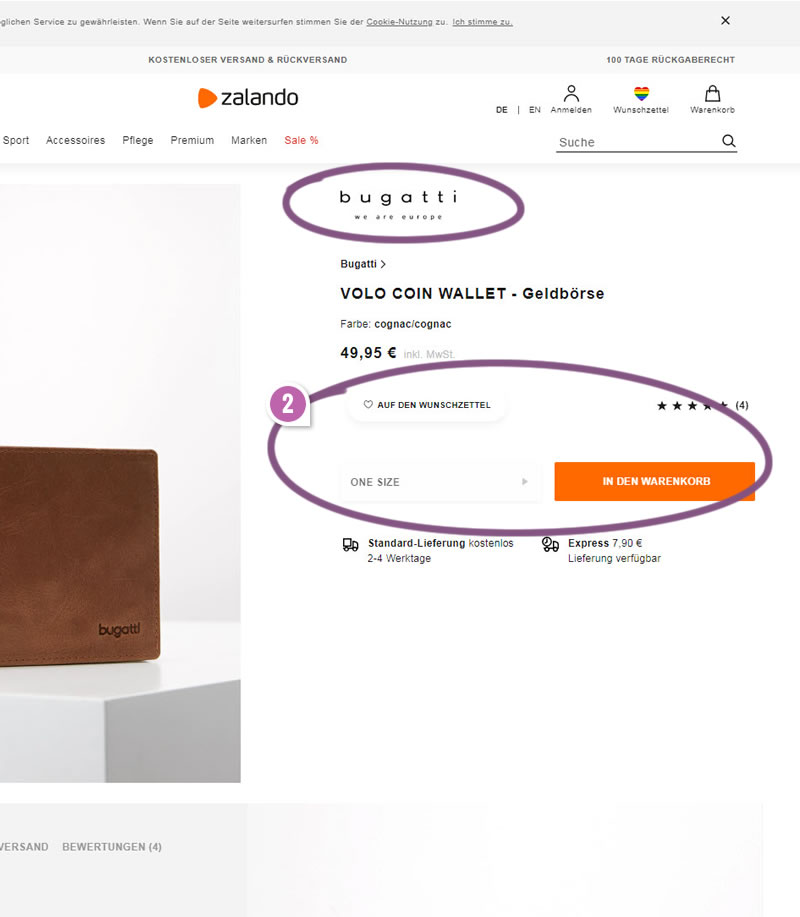 glichen Service zu gewährleisten. Wenn Sie auf der Seite weitersurfen stimmen Sie der Cookie-Nutzung zu. Ich stimme zu.
KOSTENLOSER VERSAND & RÜCKVERSAND
100 TAGE RÜCKGABERECHT
zalando
DE | EN Anmelden Wunschzettel Warenkorb
Sport Accessoires Pflege Premium Marken Sale %
Suche
bugatti
we are europe
Bugatti >
VOLO COIN WALLET - Geldbörse
Farbe: cognac/cognac
49,95 € inkl. MwSt.
2
AUF DEN WUNSCHZETTEL
★ ★ ★ ★ ★ (4)
ONE SIZE
IN DEN WARENKORB
Standard-Lieferung kostenlos
2-4 Werktage
Express 7,90 €
Lieferung verfügbar
bugatti
VERSAND BEWERTUNGEN (4)